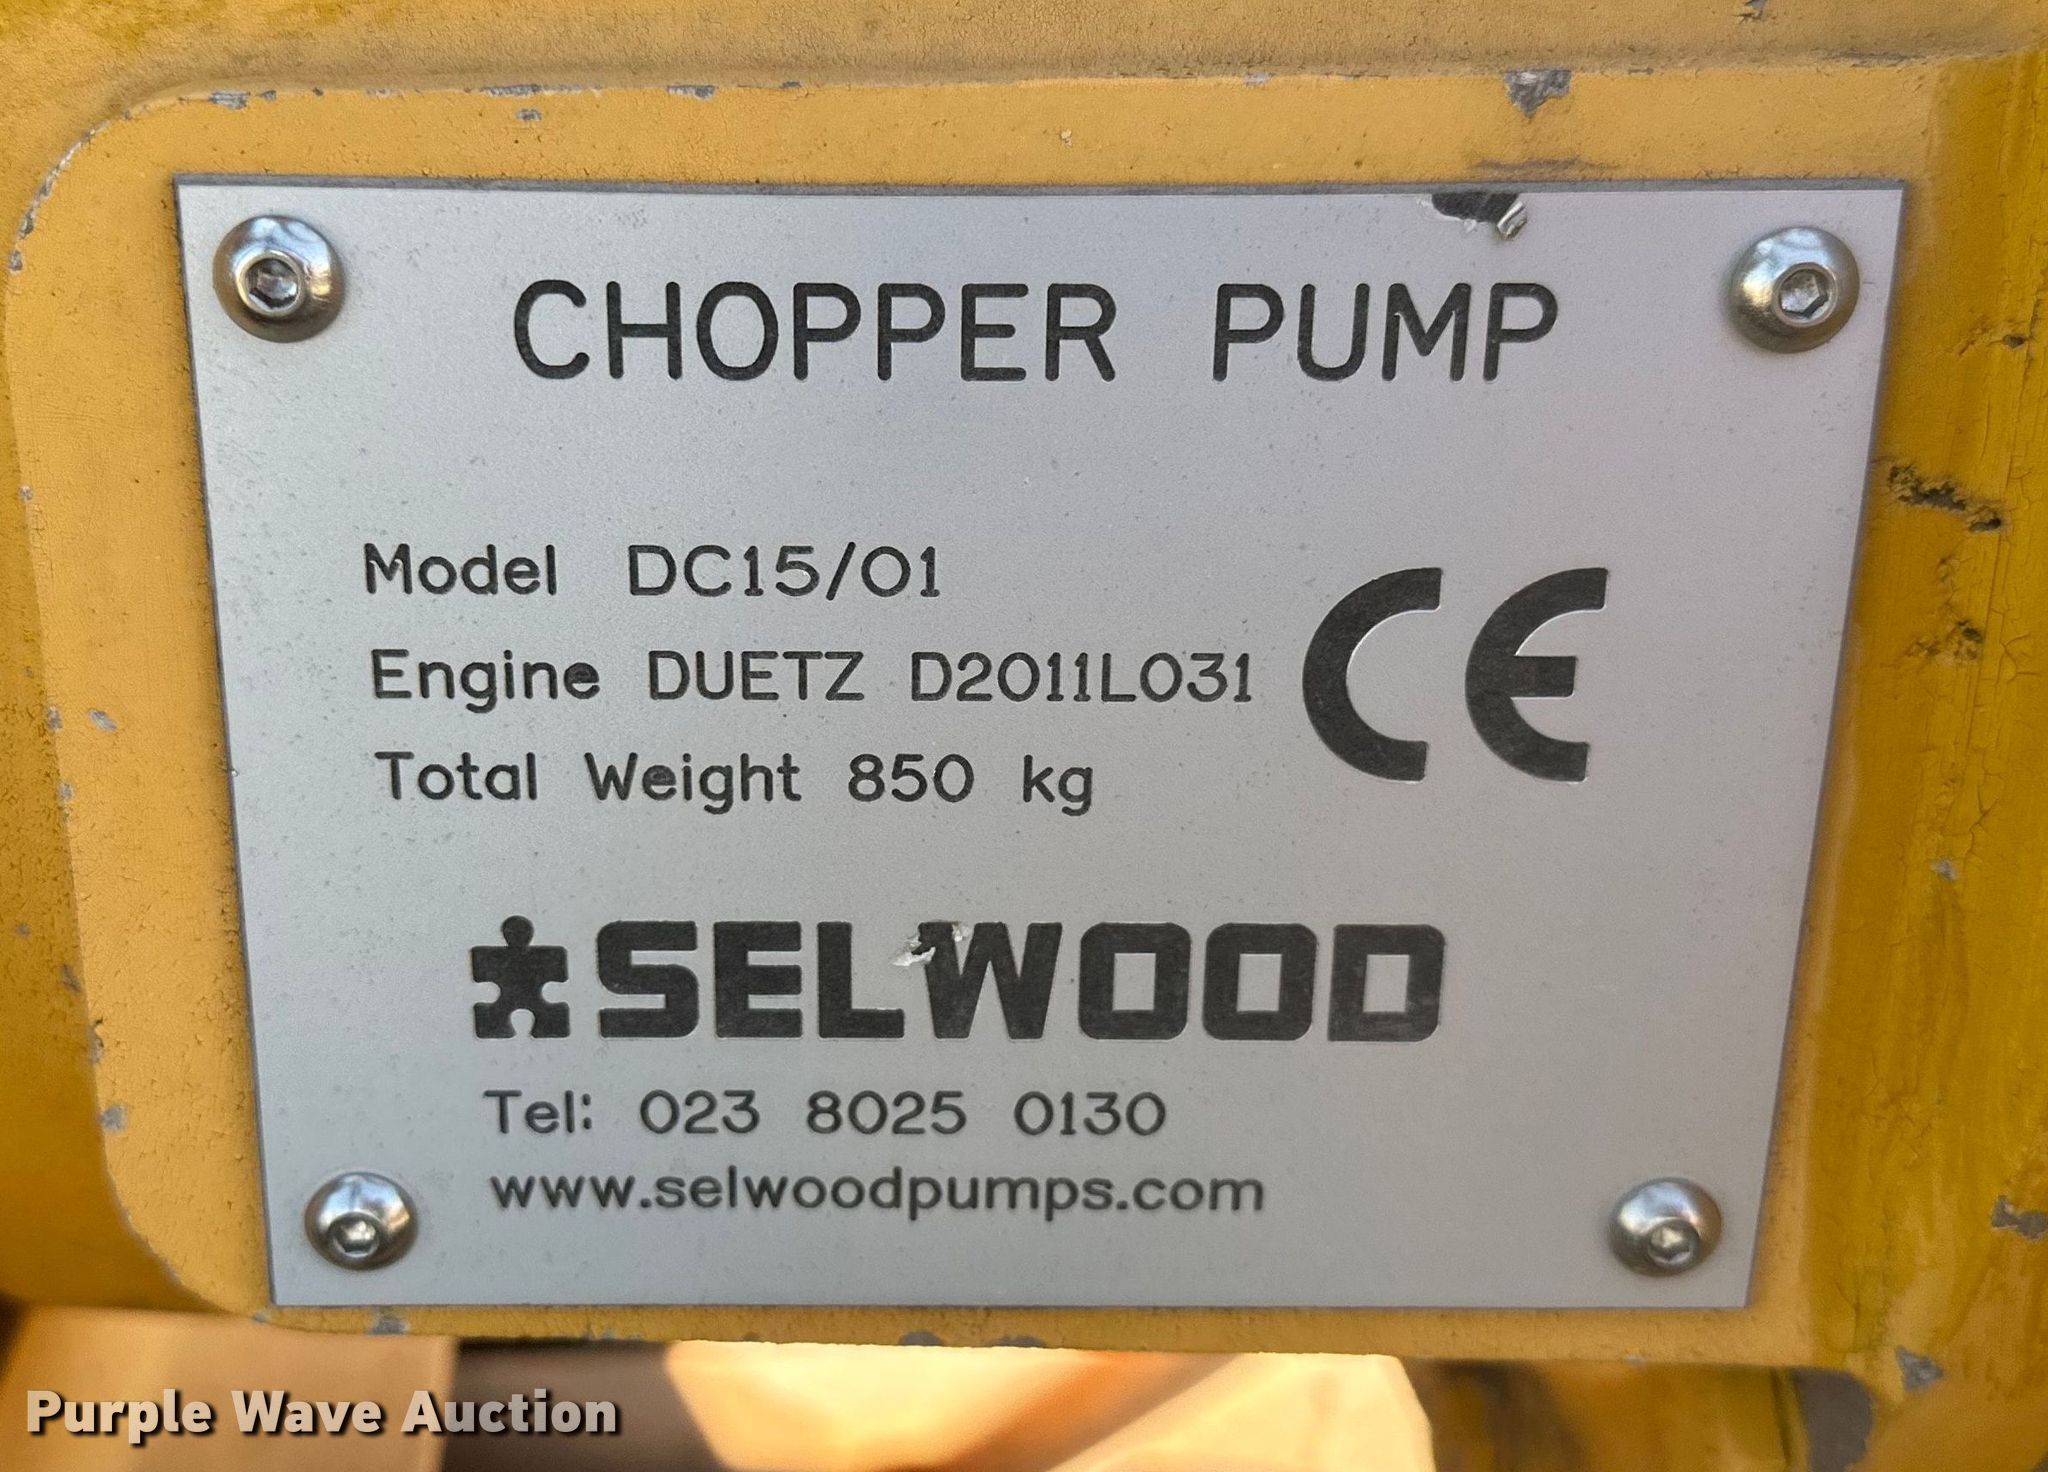 CHOPPER PUMP
Model DC15/01
Engine DUETZ D2011L031
Total Weight 850 kg
CE
SELWOOD
Tel: 023 8025 0130
www.selwoodpumps.com
Purple Wave Auction